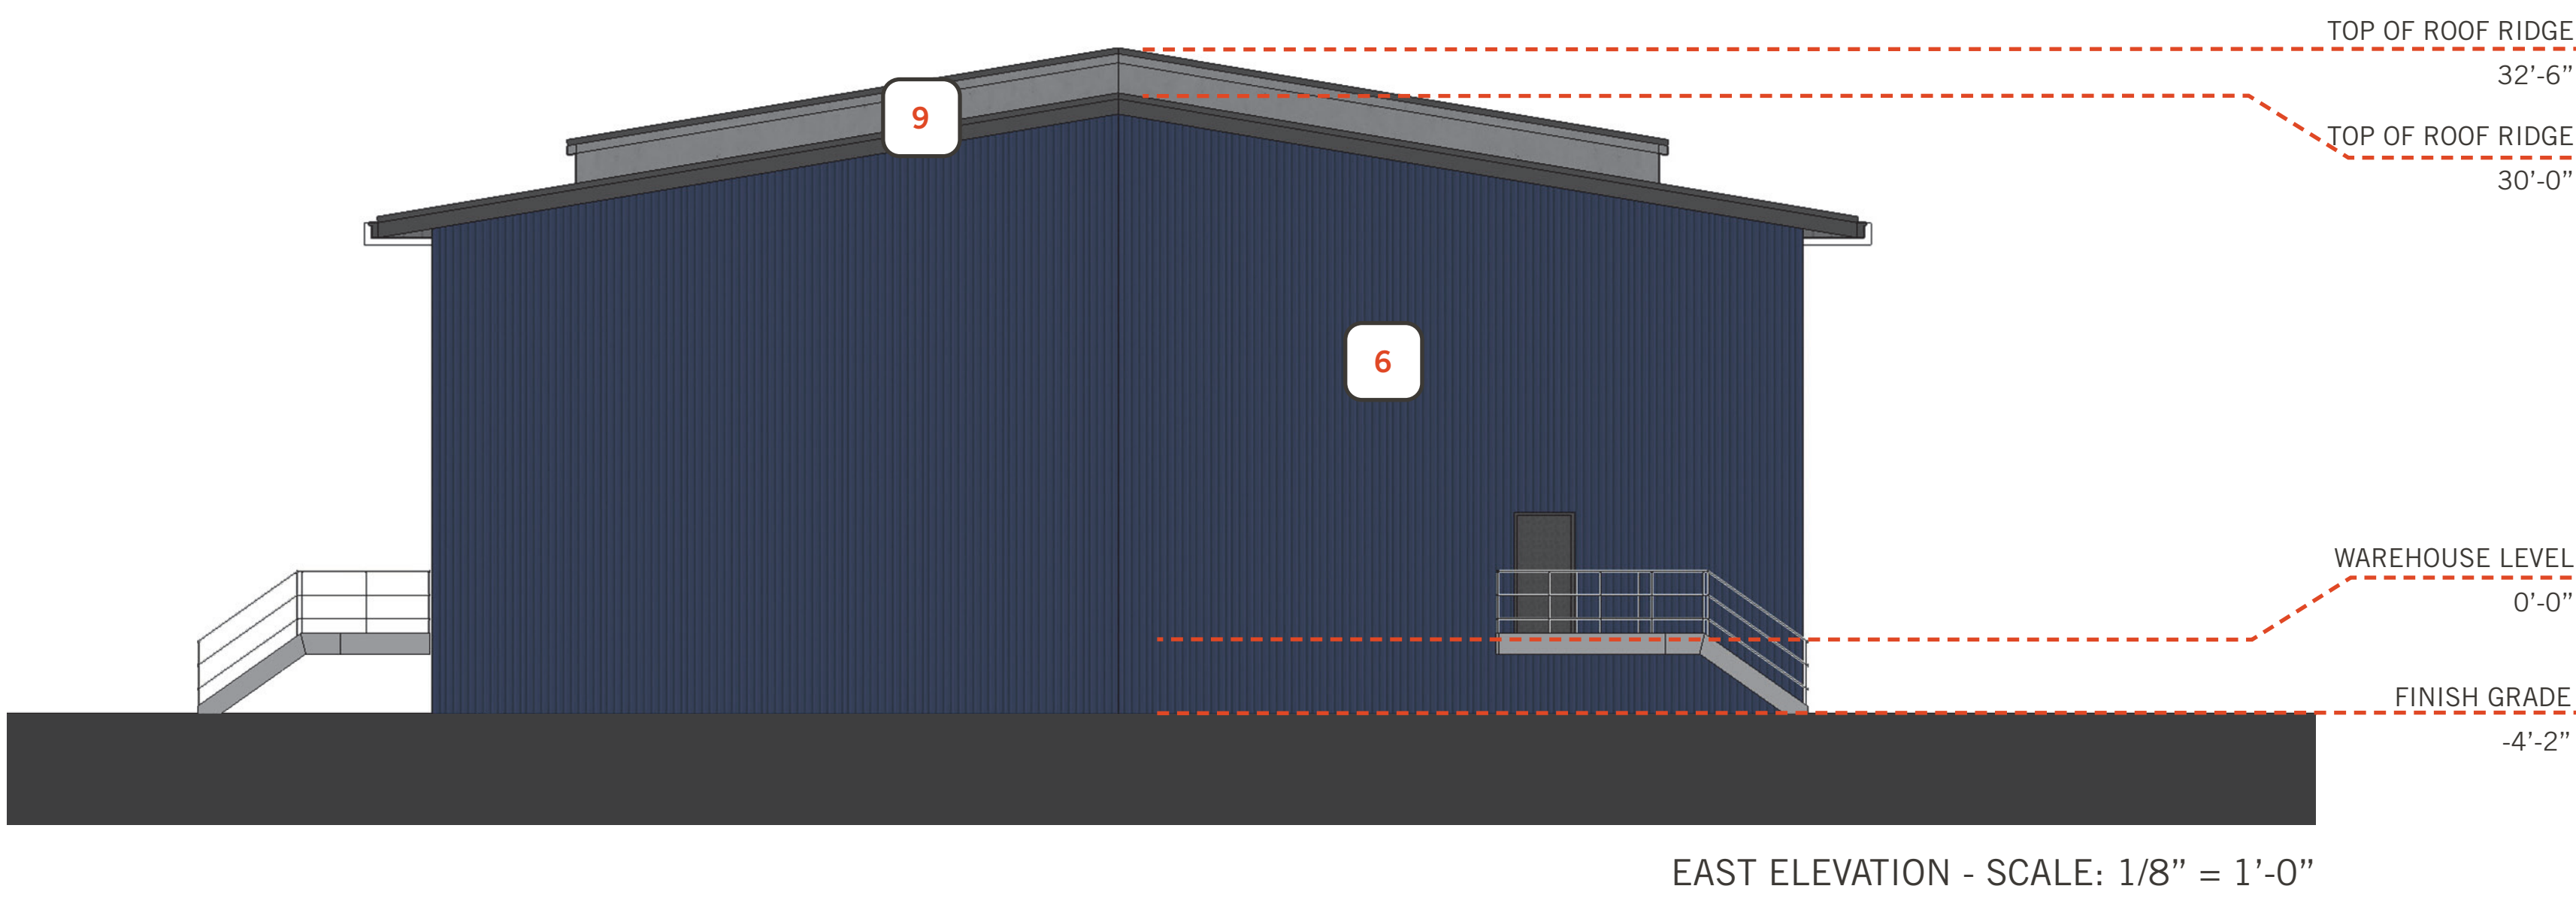 TOP OF ROOF RIDGE
32’-6”
9
TOP OF ROOF RIDGE
30’-0”
6
WAREHOUSE LEVEL
0’-0”
FINISH GRADE
-4’-2”
EAST ELEVATION - SCALE: 1/8” = 1’-0”